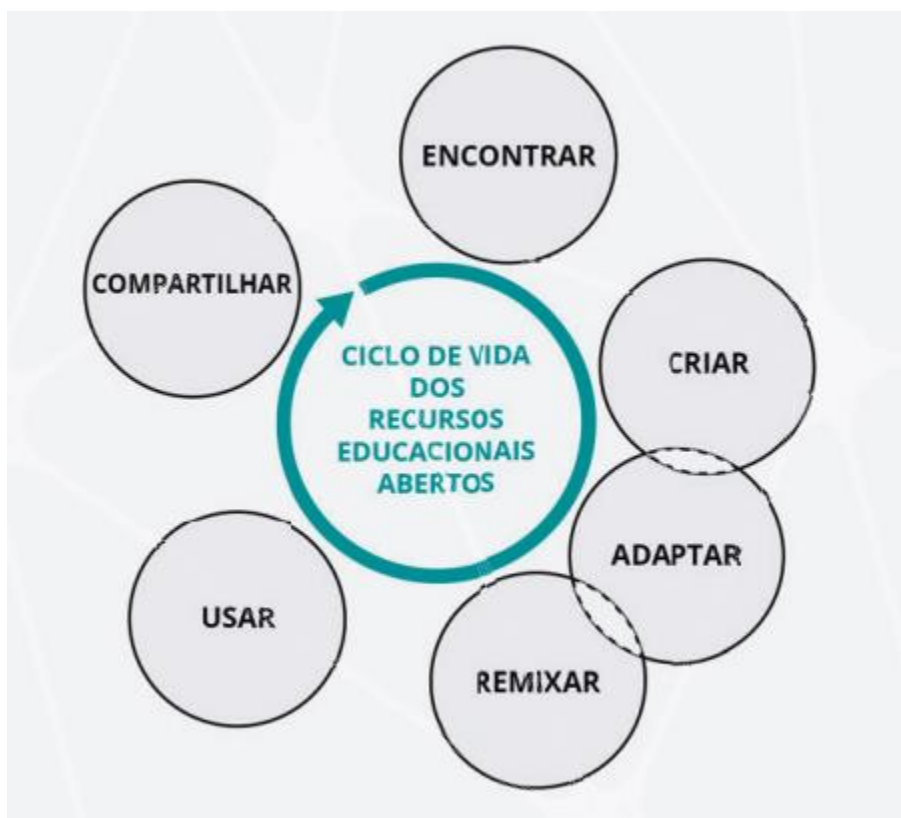 ENCONTRAR
COMPARTILHAR
CICLO DE VIDA
DOS
RECURSOS
EDUCACIONAIS
ABERTOS
CRIAR
ADAPTAR
REMIXAR
USAR